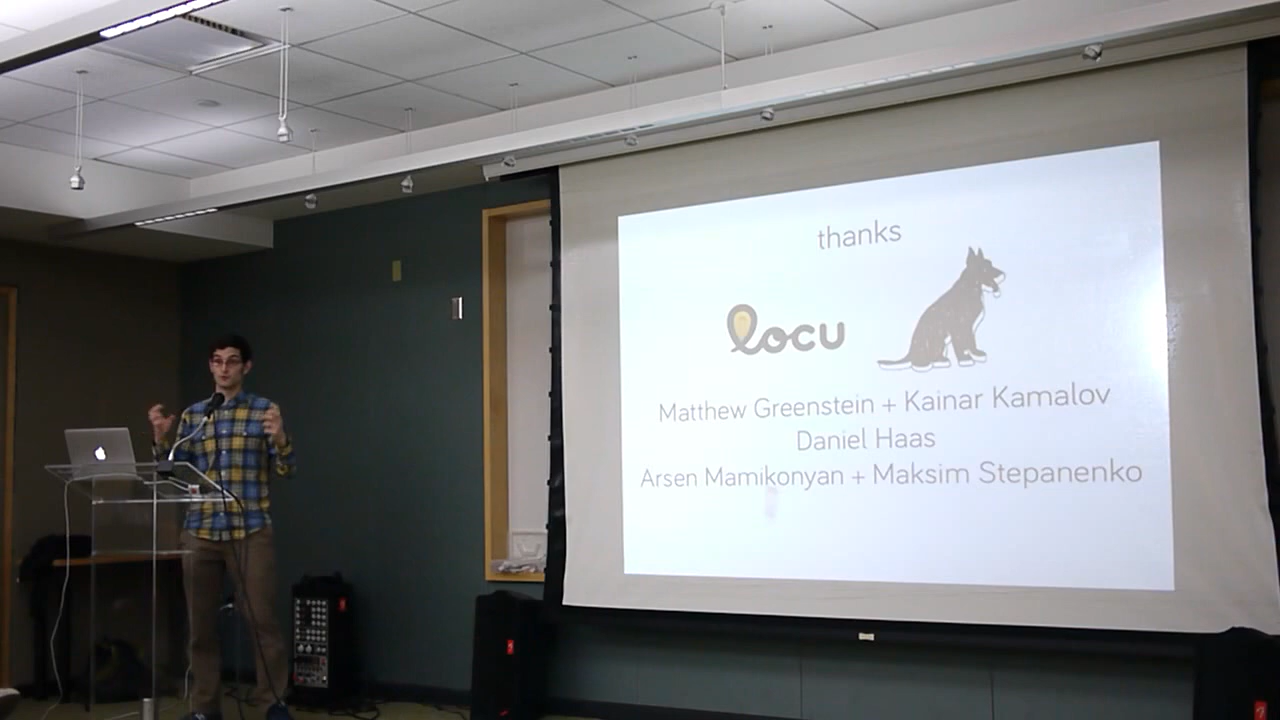 thanks
locu
Matthew Greenstein + Kainar Kamalov
Daniel Haas
Arsen Mamikonyan + Maksim Stepanenko